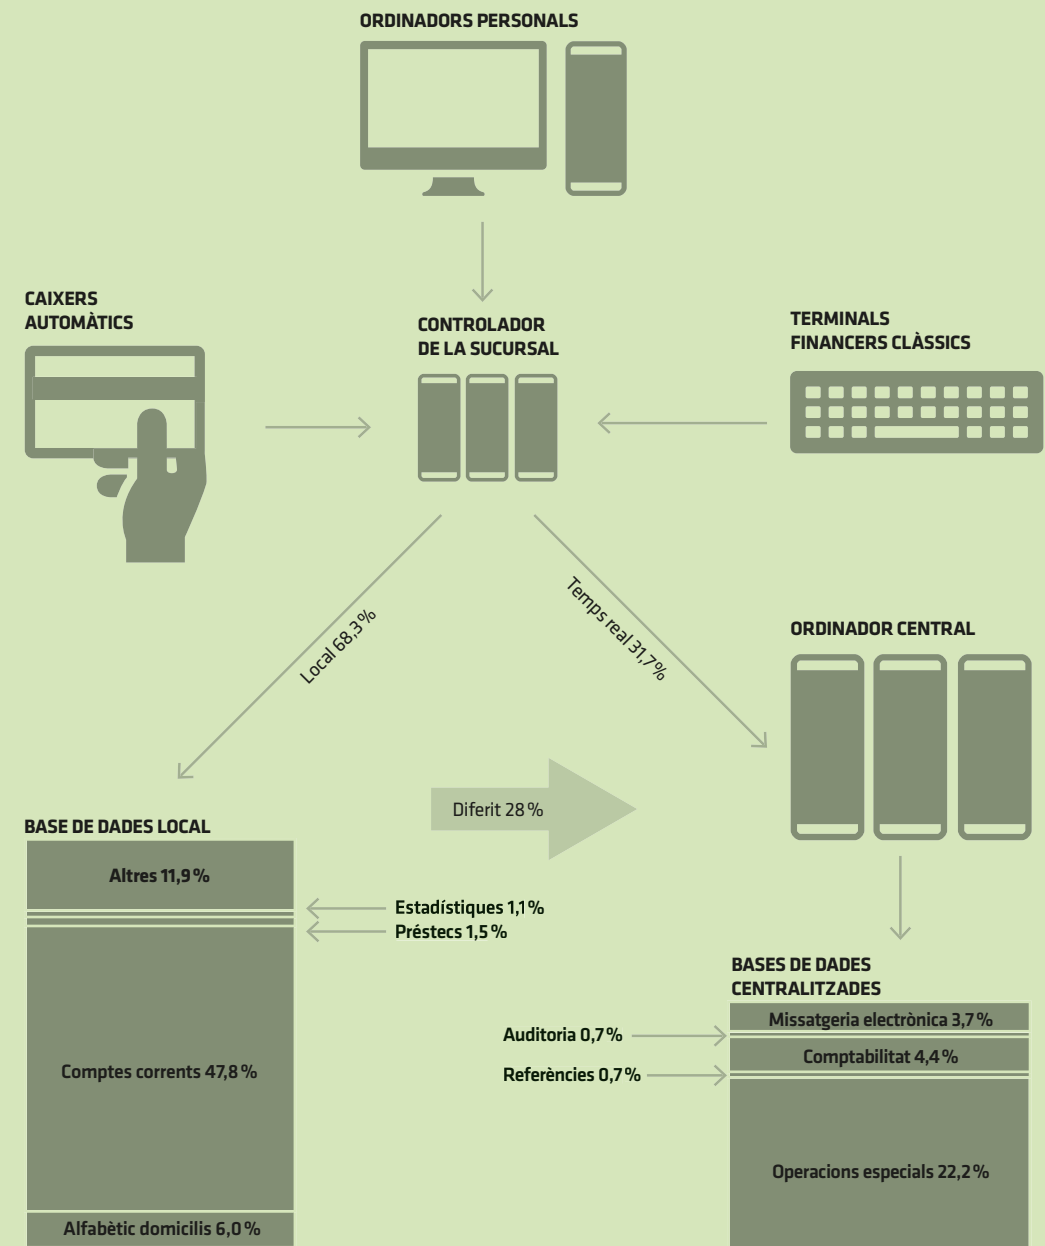 ORDINADORS PERSONALS
CAIXERS
AUTOMÀTICS
CONTROLADOR
DE LA SUCURSAL
TERMINALS
FINANCERS CLÀSSICS
Local 68,3%
Temps real 31,7%
ORDINADOR CENTRAL
Diferit 28%
BASE DE DADES LOCAL
Altres 11,9%
Estadístiques 1,1%
Préstecs 1,5%
Comptes corrents 47,8%
Alfabètic domicilis 6,0%
BASES DE DADES
CENTRALITZADES
Missatgeria electrònica 3,7%
Auditoria 0,7%
Comptabilitat 4,4%
Referències 0,7%
Operacions especials 22,2%